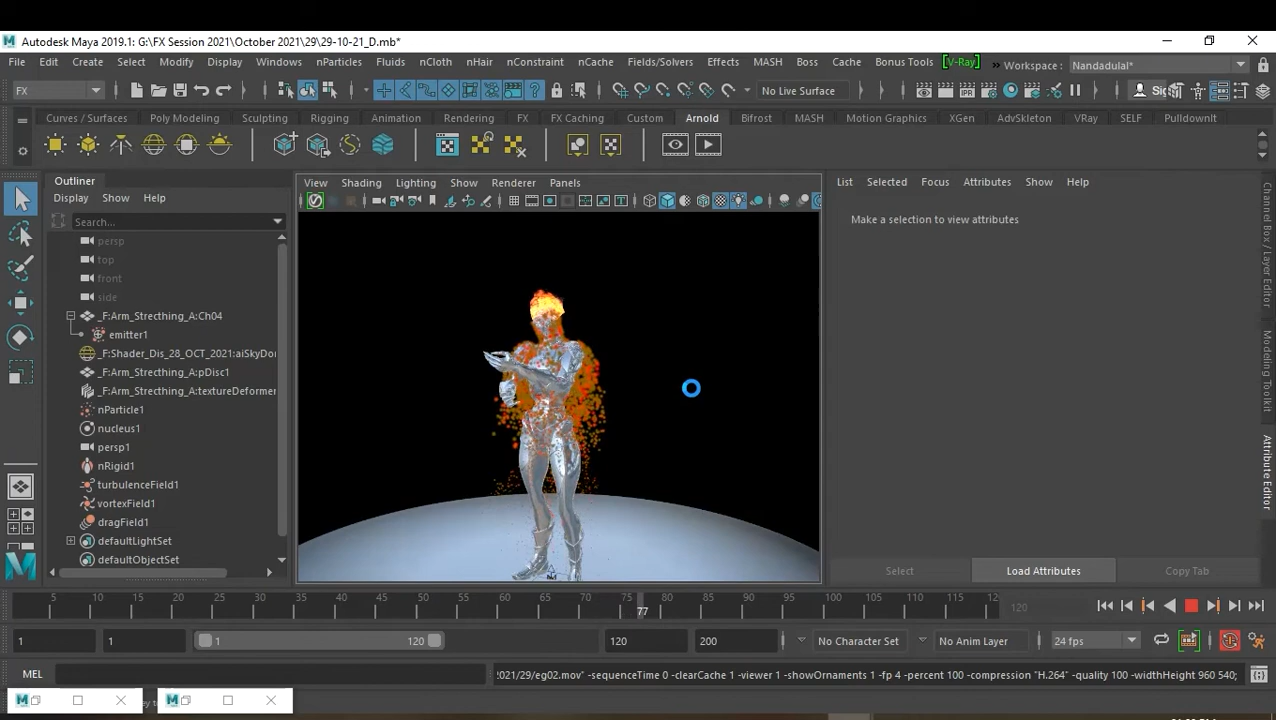 Autodesk Maya 2019.1: G:\FX Session 2021\October 2021\29\29-10-21_D.mb*
File Edit Create Select Modify Display Windows nParticles Fluids nCloth nHair nConstraint nCache Fields/Solvers Effects MASH Boss Cache Bonus Tools [-V-Ray-] » Workspace : Nandadulal*
FX No Live Surface
Curves / Surfaces Poly Modeling Sculpting Rigging Animation Rendering FX FX Caching Custom Arnold Bifrost MASH Motion Graphics XGen AdvSkeleton VRay SELF PulldownIt
Outliner
Display Show Help
Search...
persp
top
front
side
_F:Arm_Strecthing_A:Ch04
emitter1
_F:Shader_Dis_28_OCT_2021:aiSkyDor
_F:Arm_Strecthing_A:pDisc1
_F:Arm_Strecthing_A:textureDeformer
nParticle1
nucleus1
persp1
nRigid1
turbulenceField1
vortexField1
dragField1
defaultLightSet
defaultObjectSet
View Shading Lighting Show Renderer Panels
List Selected Focus Attributes Show Help
Make a selection to view attributes
Select Load Attributes Copy Tab
Channel Box / Layer Editor
Modeling Toolkit
Attribute Editor
5 10 15 20 25 30 35 40 45 50 55 60 65 70 75 80 85 90 95 100 105 110 115 120
77
1 1 1 120 120 200 No Character Set No Anim Layer 24 fps
MEL 2021/29/eg02.mov" -sequenceTime 0 -clearCache 1 -viewer 1 -showOrnaments 1 -fp 4 -percent 100 -compression "H.264" -quality 100 -widthHeight 960 540;